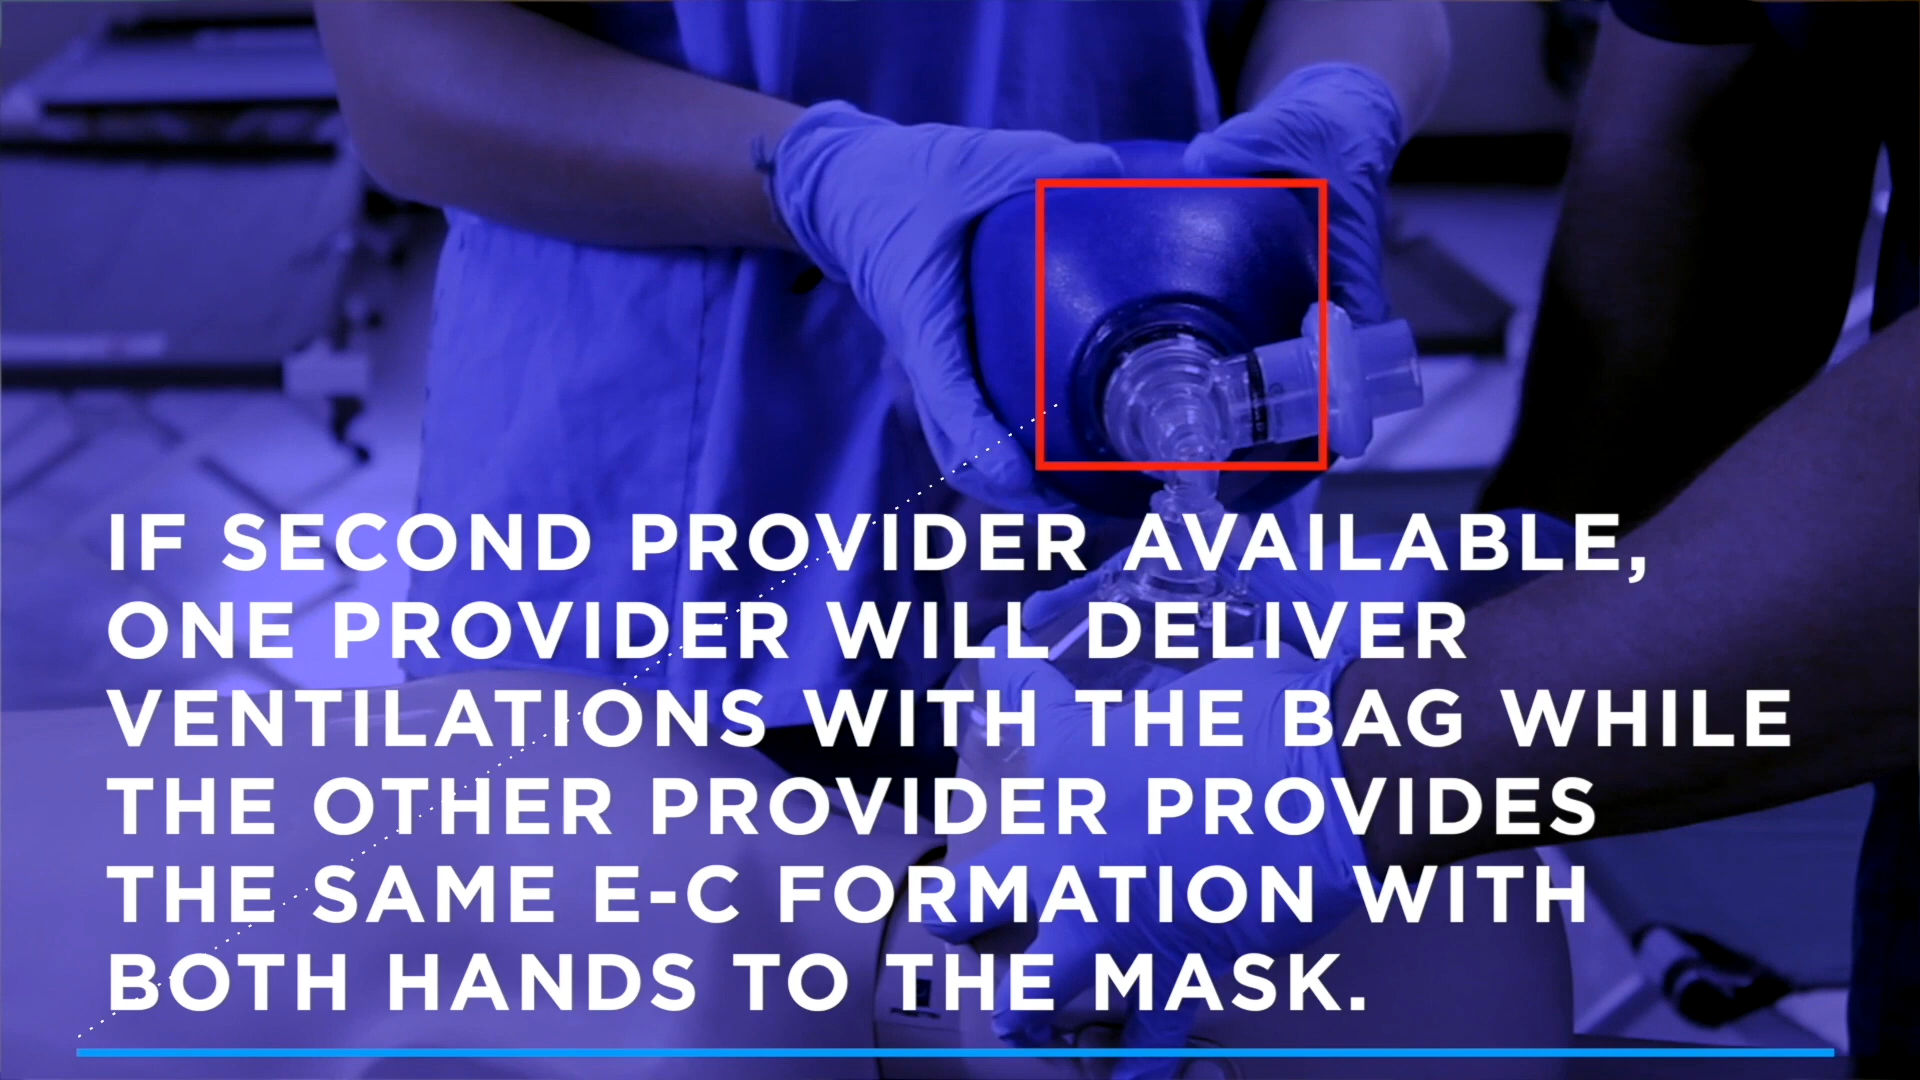 IF SECOND PROVIDER AVAILABLE,
ONE PROVIDER WILL DELIVER
VENTILATIONS WITH THE BAG WHILE
THE OTHER PROVIDER PROVIDES
THE SAME E-C FORMATION WITH
BOTH HANDS TO THE MASK.